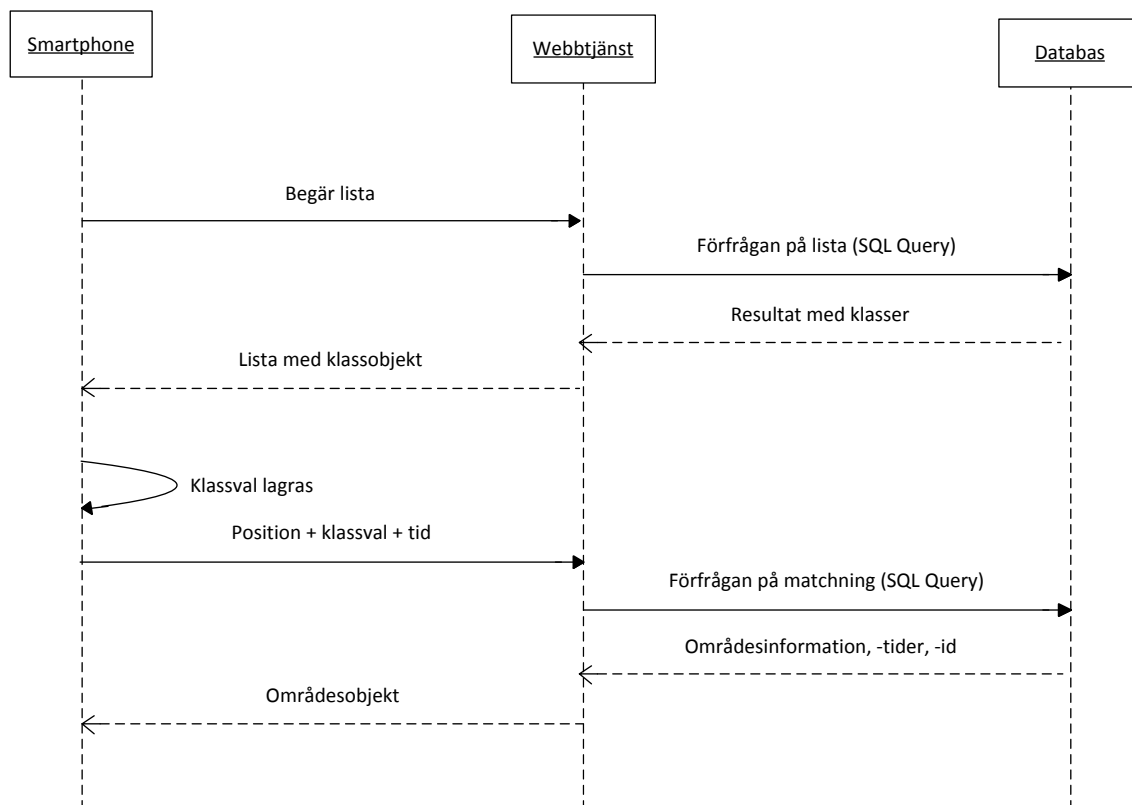 Smartphone
Webbtjänst
Databas
Begär lista
Förfrågan på lista (SQL Query)
Resultat med klasser
Lista med klassobjekt
Klassval lagras
Position + klassval + tid
Förfrågan på matchning (SQL Query)
Områdesinformation, -tider, -id
Områdesobjekt